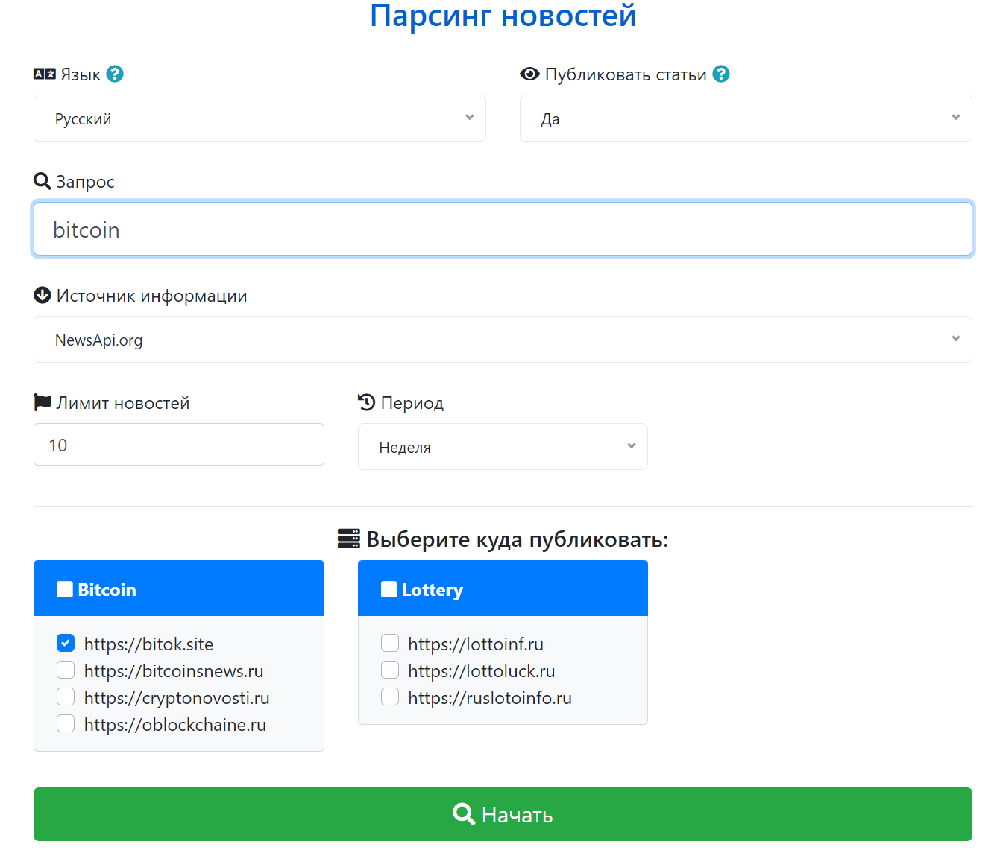 Парсинг новостей
Язык
Публиковать статьи
Русский
Да
Запрос
bitcoin
Источник информации
NewsApi.org
Лимит новостей
Период
10
Неделя
Выберите куда публиковать:
Bitcoin
https://bitok.site
https://bitcoinsnews.ru
https://cryptonovosti.ru
https://oblockchaine.ru
Lottery
https://lottoinf.ru
https://lottoluck.ru
https://ruslotoinfo.ru
Начать